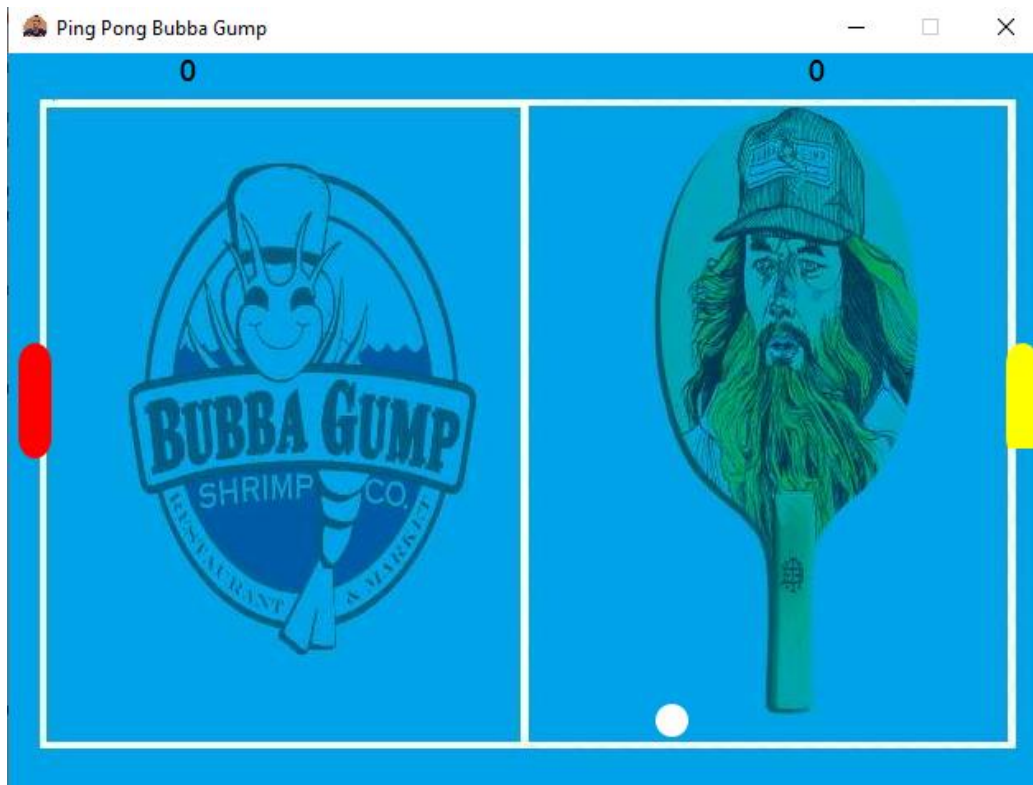 Ping Pong Bubba Gump
0 0
BUBBA GUMP
SHRIMP CO.
RESTAURANT & MARKET